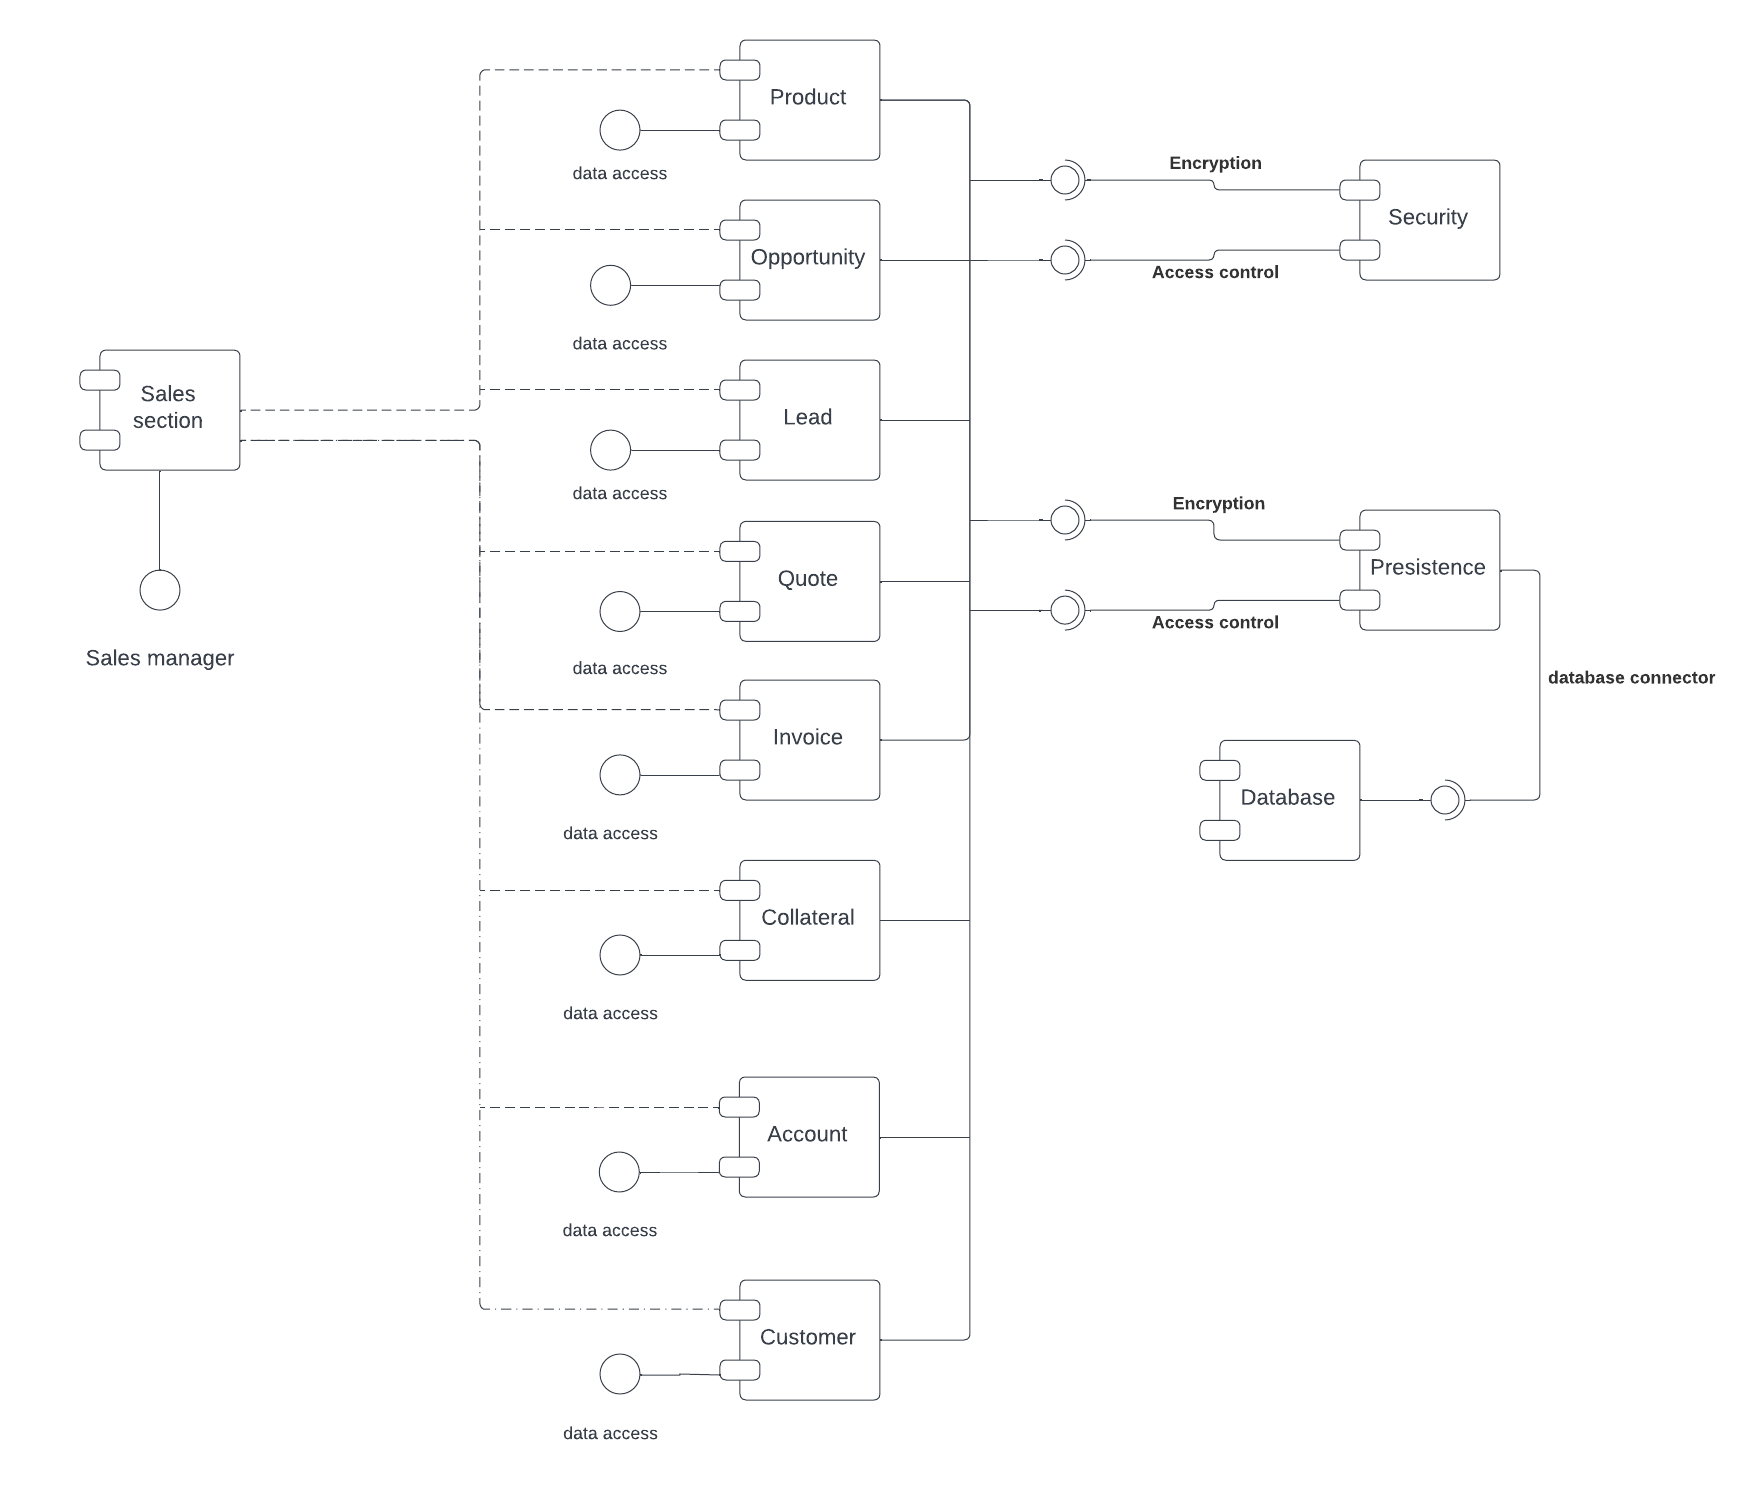 Product
data access
Encryption
Security
Opportunity
Access control
data access
Sales
section
Lead
data access
Encryption
Presistence
Quote
Access control
data access
Sales manager
database connector
Invoice
Database
data access
Collateral
data access
Account
data access
Customer
data access